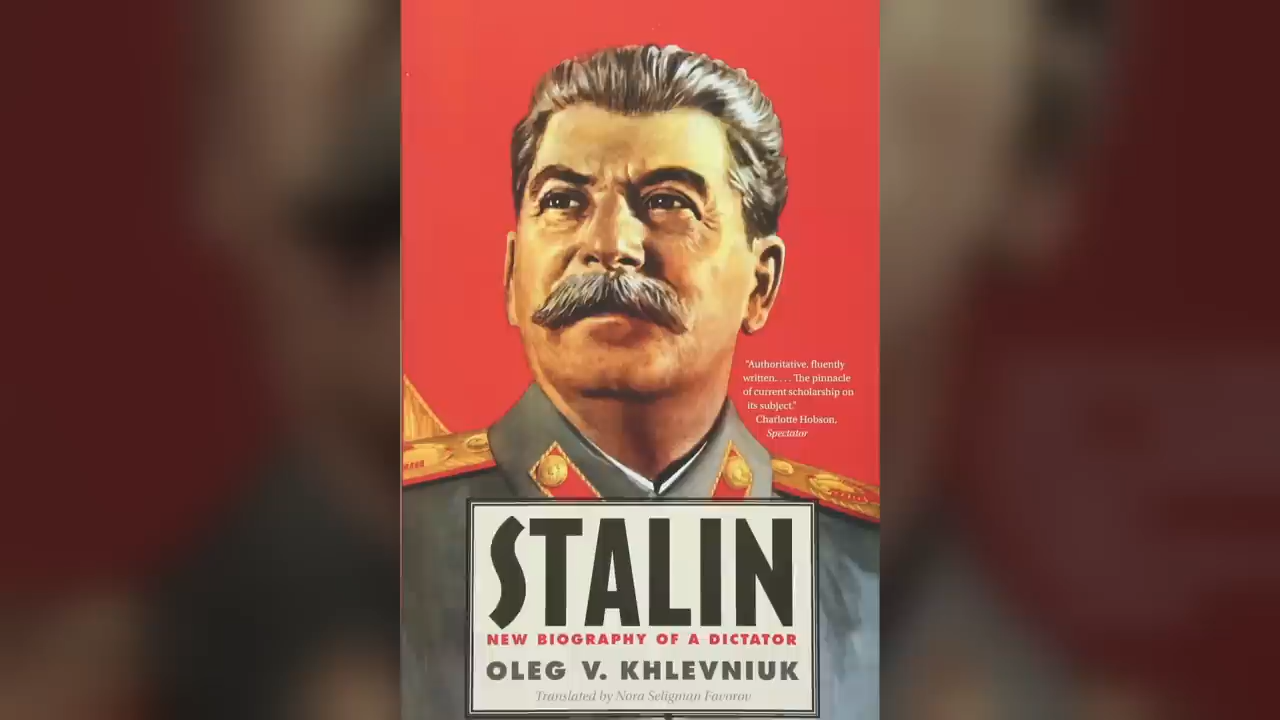 "Authoritative, fluently
written. . . . The pinnacle
of current scholarship on
its subject."
Charlotte Hobson,
Spectator
STALIN
NEW BIOGRAPHY OF A DICTATOR
OLEG V. KHLEVNIUK
Translated by Nora Seligman Favorov